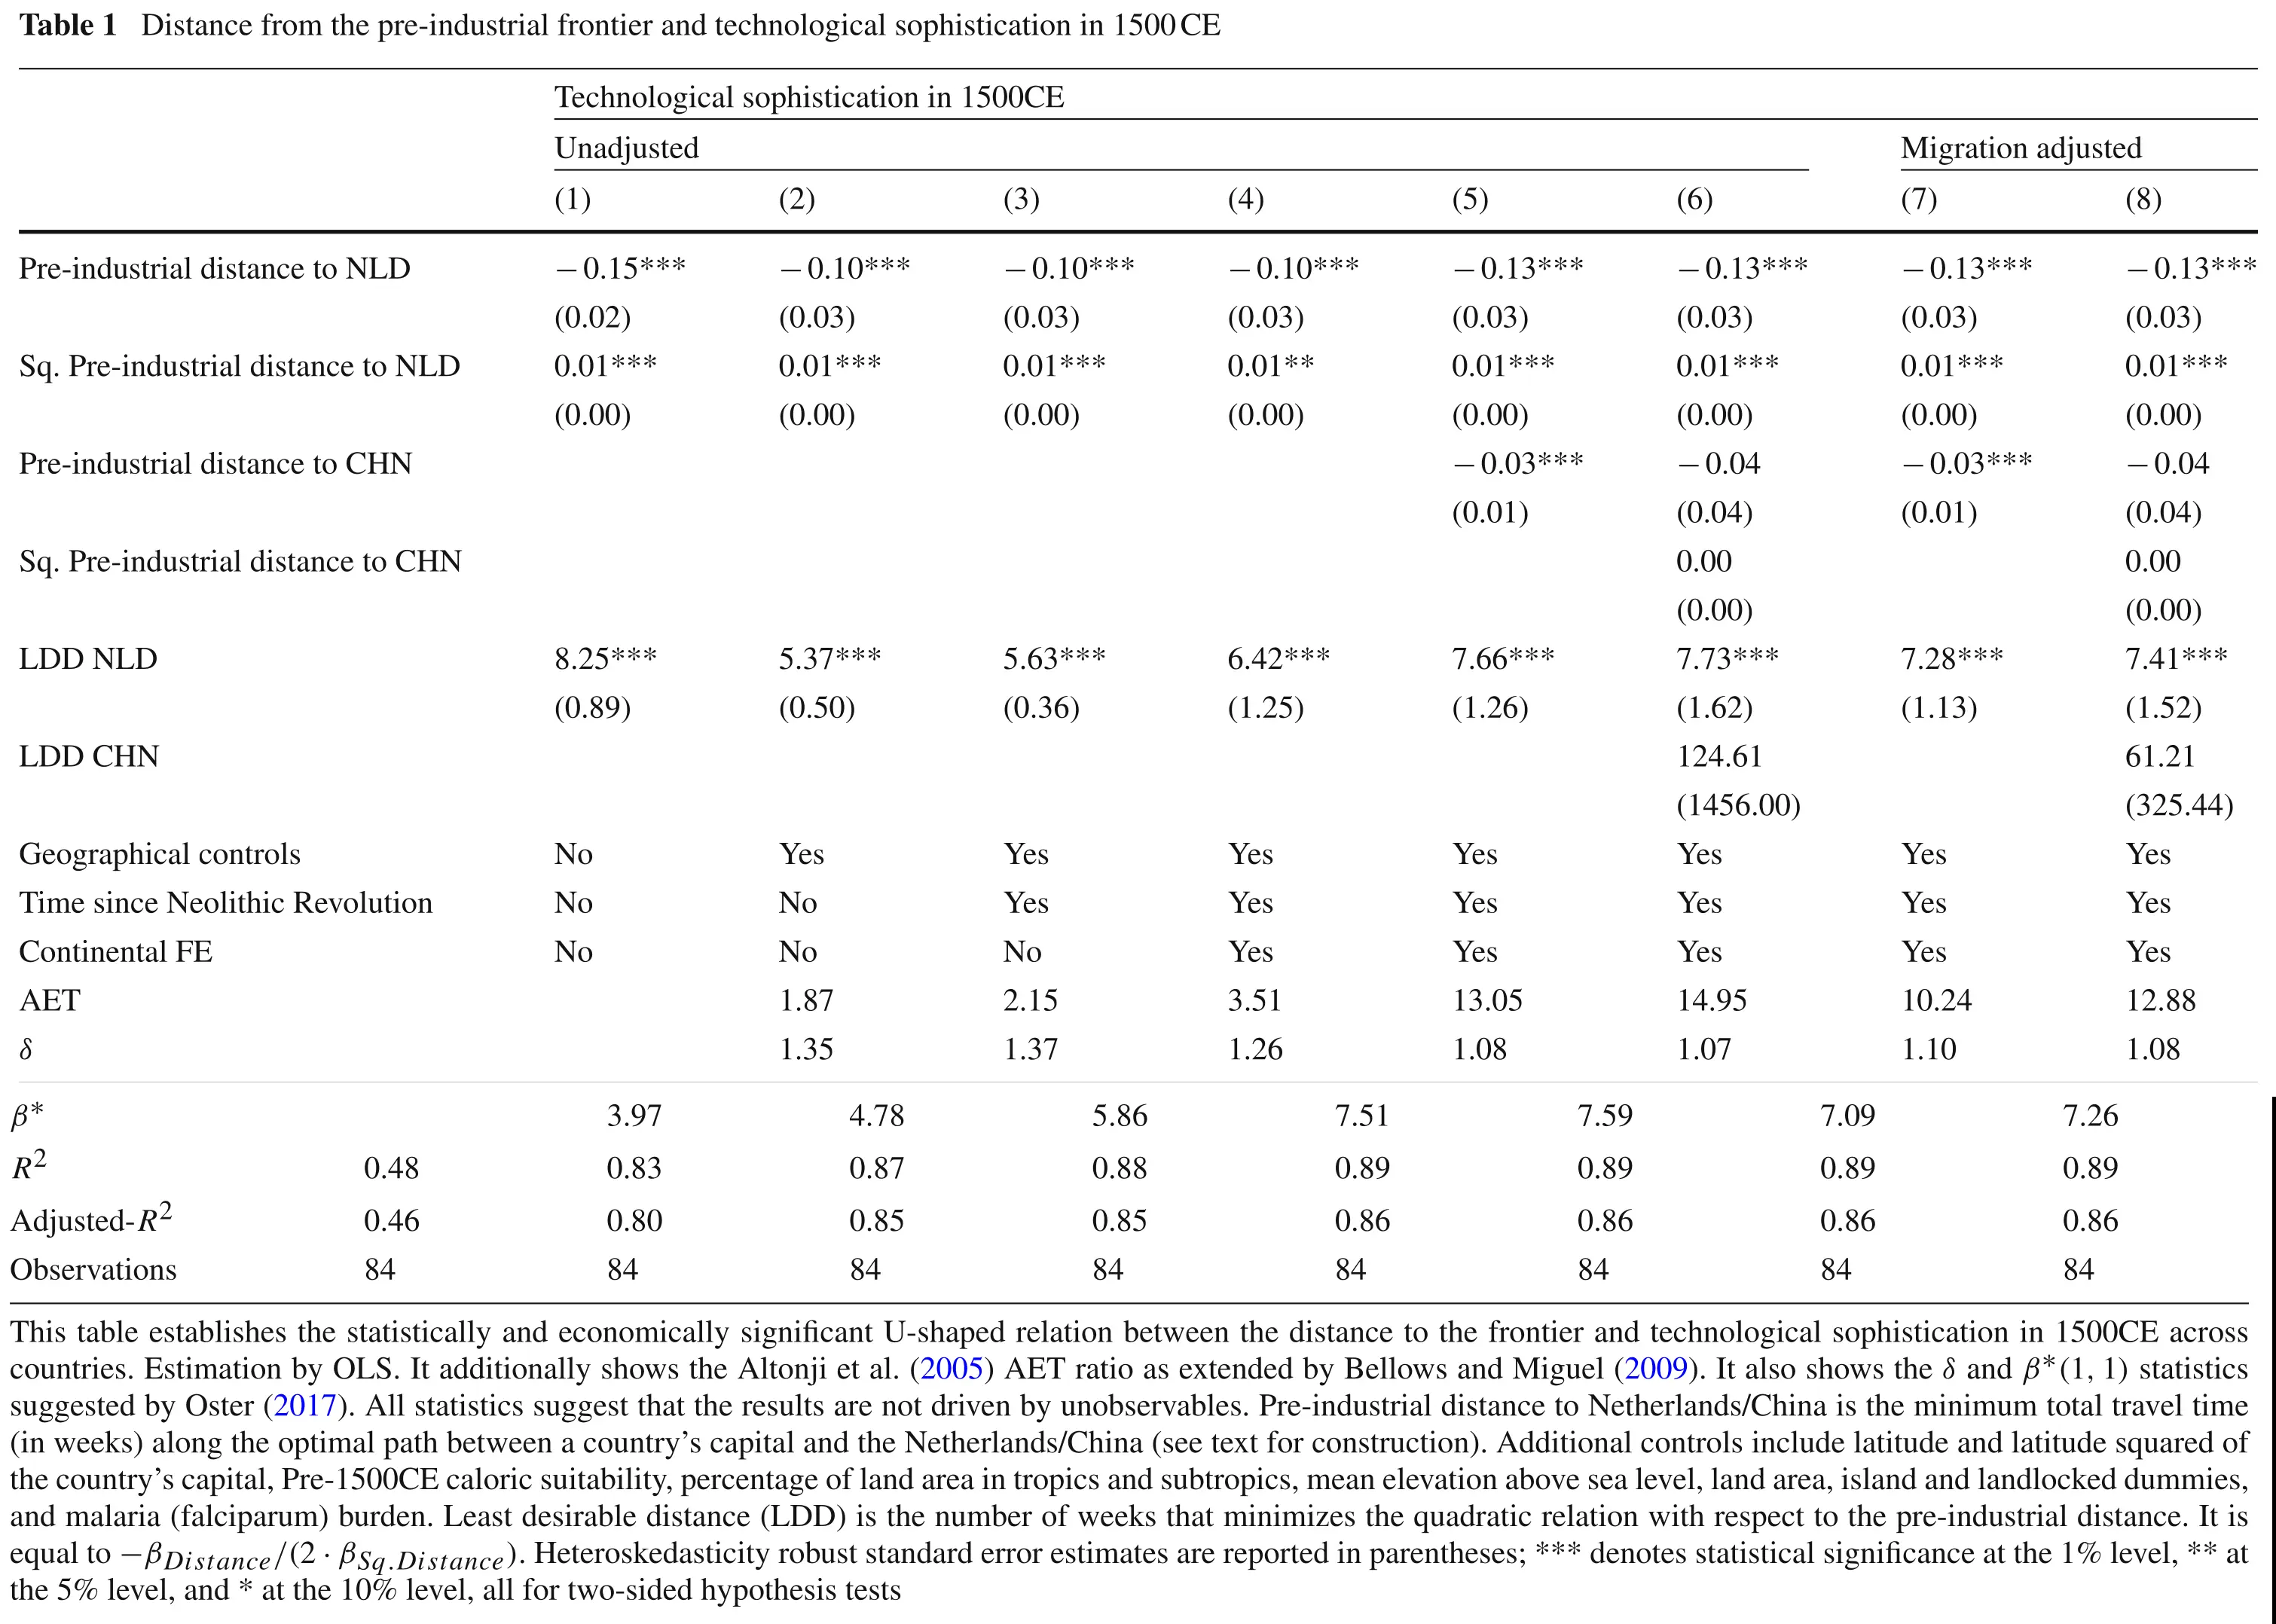 Table 1 Distance from the pre-industrial frontier and technological sophistication in 1500 CE
Technological sophistication in 1500CE
Unadjusted Migration adjusted
(1) (2) (3) (4) (5) (6) (7) (8)
Pre-industrial distance to NLD −0.15*** −0.10*** −0.10*** −0.10*** −0.13*** −0.13*** −0.13*** −0.13***
(0.02) (0.03) (0.03) (0.03) (0.03) (0.03) (0.03) (0.03)
Sq. Pre-industrial distance to NLD 0.01*** 0.01*** 0.01*** 0.01** 0.01*** 0.01*** 0.01*** 0.01***
(0.00) (0.00) (0.00) (0.00) (0.00) (0.00) (0.00) (0.00)
Pre-industrial distance to CHN −0.03*** −0.04 −0.03*** −0.04
(0.01) (0.04) (0.01) (0.04)
Sq. Pre-industrial distance to CHN 0.00 0.00
(0.00) (0.00)
LDD NLD 8.25*** 5.37*** 5.63*** 6.42*** 7.66*** 7.73*** 7.28*** 7.41***
(0.89) (0.50) (0.36) (1.25) (1.26) (1.62) (1.13) (1.52)
LDD CHN 124.61 61.21
(1456.00) (325.44)
Geographical controls No Yes Yes Yes Yes Yes Yes Yes
Time since Neolithic Revolution No No Yes Yes Yes Yes Yes Yes
Continental FE No No No Yes Yes Yes Yes Yes
AET 1.87 2.15 3.51 13.05 14.95 10.24 12.88
δ 1.35 1.37 1.26 1.08 1.07 1.10 1.08
β* 3.97 4.78 5.86 7.51 7.59 7.09 7.26
R² 0.48 0.83 0.87 0.88 0.89 0.89 0.89 0.89
Adjusted-R² 0.46 0.80 0.85 0.85 0.86 0.86 0.86 0.86
Observations 84 84 84 84 84 84 84 84
This table establishes the statistically and economically significant U-shaped relation between the distance to the frontier and technological sophistication in 1500CE across
countries. Estimation by OLS. It additionally shows the Altonji et al. (2005) AET ratio as extended by Bellows and Miguel (2009). It also shows the δ and β*(1, 1) statistics
suggested by Oster (2017). All statistics suggest that the results are not driven by unobservables. Pre-industrial distance to Netherlands/China is the minimum total travel time
(in weeks) along the optimal path between a country's capital and the Netherlands/China (see text for construction). Additional controls include latitude and latitude squared of
the country's capital, Pre-1500CE caloric suitability, percentage of land area in tropics and subtropics, mean elevation above sea level, land area, island and landlocked dummies,
and malaria (falciparum) burden. Least desirable distance (LDD) is the number of weeks that minimizes the quadratic relation with respect to the pre-industrial distance. It is
equal to −β_Distance/(2 · β_Sq.Distance). Heteroskedasticity robust standard error estimates are reported in parentheses; *** denotes statistical significance at the 1% level, ** at
the 5% level, and * at the 10% level, all for two-sided hypothesis tests